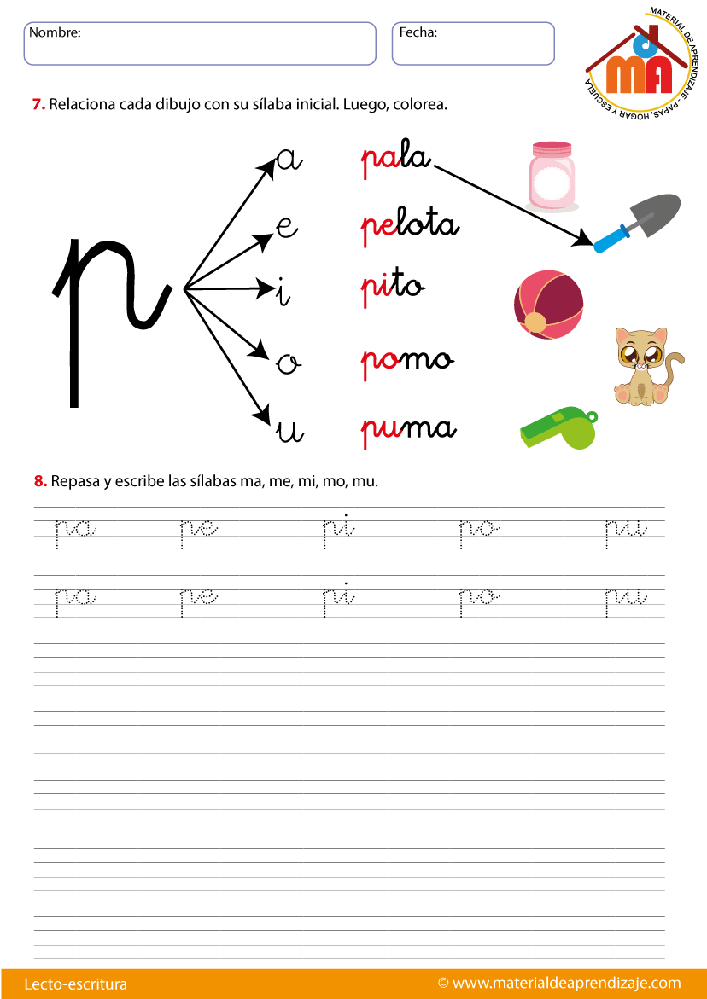 Nombre:
Fecha:
MATERIAL DE APRENDIZAJE - PAPAS, HOGAR Y ESCUELA
dMA
7. Relaciona cada dibujo con su sílaba inicial. Luego, colorea.
p
a
e
i
o
u
pala
pelota
pito
pomo
puma
8. Repasa y escribe las sílabas ma, me, mi, mo, mu.
pa pe pi po pu
pa pe pi po pu
Lecto-escritura
© www.materialdeaprendizaje.com